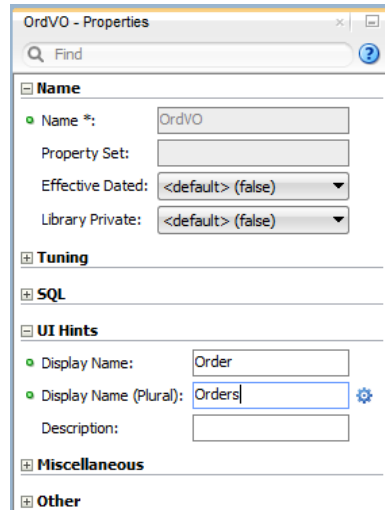 OrdVO - Properties
Find
Name
Name *: OrdVO
Property Set:
Effective Dated: <default> (false)
Library Private: <default> (false)
Tuning
SQL
UI Hints
Display Name: Order
Display Name (Plural): Orders
Description:
Miscellaneous
Other